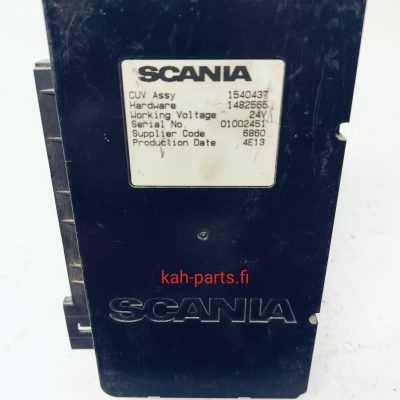 SCANIA
CUV Assy 1540437
Hardware 1482565
Working Voltage 24V
Serial No. 01002451
Supplier Code 6860
Production Date 4E13
kah-parts.fi
SCANIA